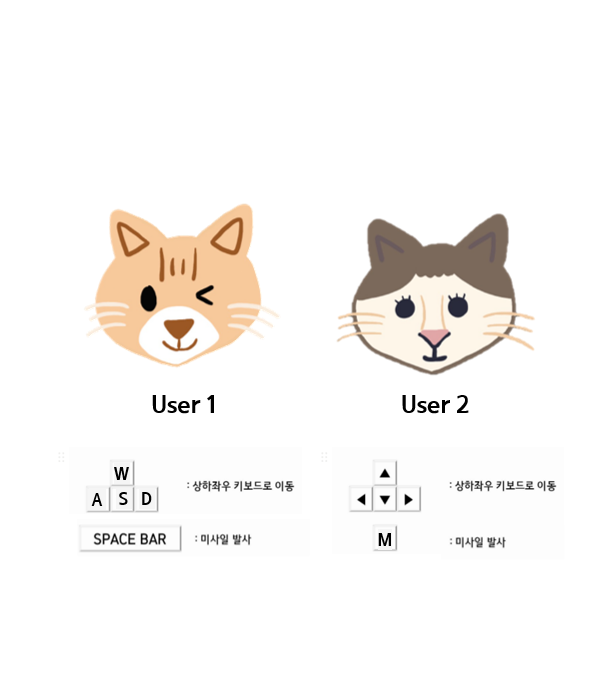 User 1
User 2
W
A S D
: 상하좌우 키보드로 이동
SPACE BAR
: 미사일 발사
: 상하좌우 키보드로 이동
M
: 미사일 발사